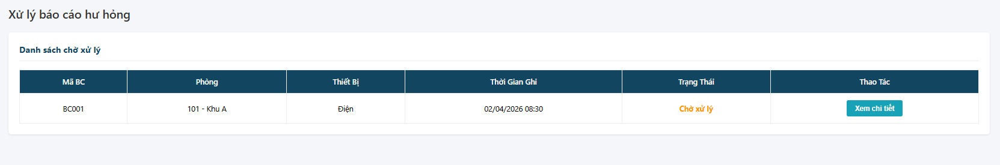 Xử lý báo cáo hư hỏng
Danh sách chờ xử lý
Mã BC Phòng Thiết Bị Thời Gian Ghi Trạng Thái Thao Tác
BC001 101 - Khu A Điện 02/04/2026 08:30 Chờ xử lý Xem chi tiết